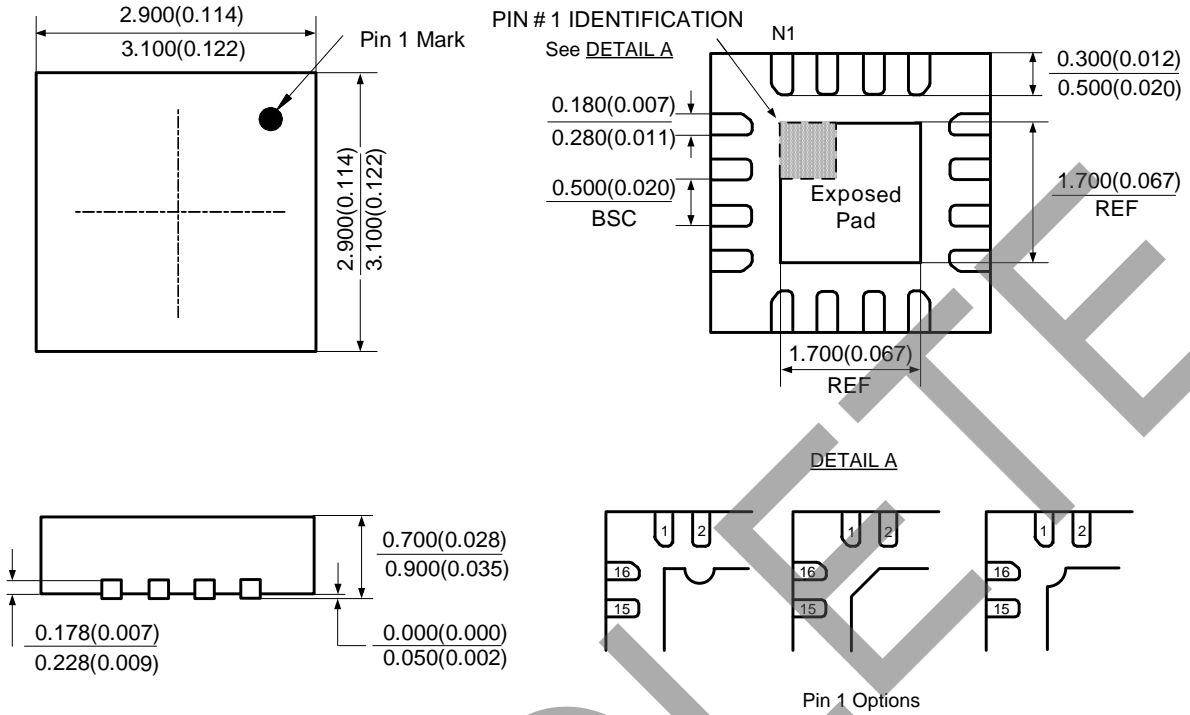 2.900(0.114)
3.100(0.122)
Pin 1 Mark
2.900(0.114)
3.100(0.122)
PIN # 1 IDENTIFICATION
See DETAIL A
N1
0.300(0.012)
0.500(0.020)
0.180(0.007)
0.280(0.011)
0.500(0.020)
BSC
Exposed
Pad
1.700(0.067)
REF
1.700(0.067)
REF
0.700(0.028)
0.900(0.035)
0.178(0.007)
0.228(0.009)
0.000(0.000)
0.050(0.002)
DETAIL A
1 2
16
15
1 2
16
15
1 2
16
15
Pin 1 Options